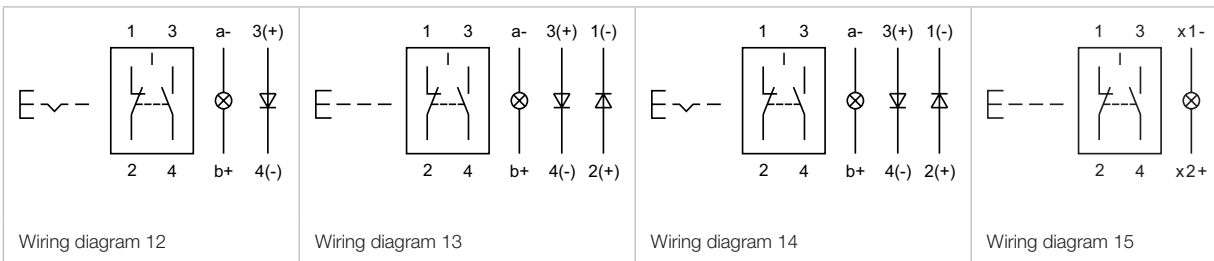 1 3 a- 3(+)
2 4 b+ 4(-)
Wiring diagram 12
1 3 a- 3(+) 1(-)
2 4 b+ 4(-) 2(+)
Wiring diagram 13
1 3 a- 3(+) 1(-)
2 4 b+ 4(-) 2(+)
Wiring diagram 14
1 3 x1-
2 4 x2+
Wiring diagram 15